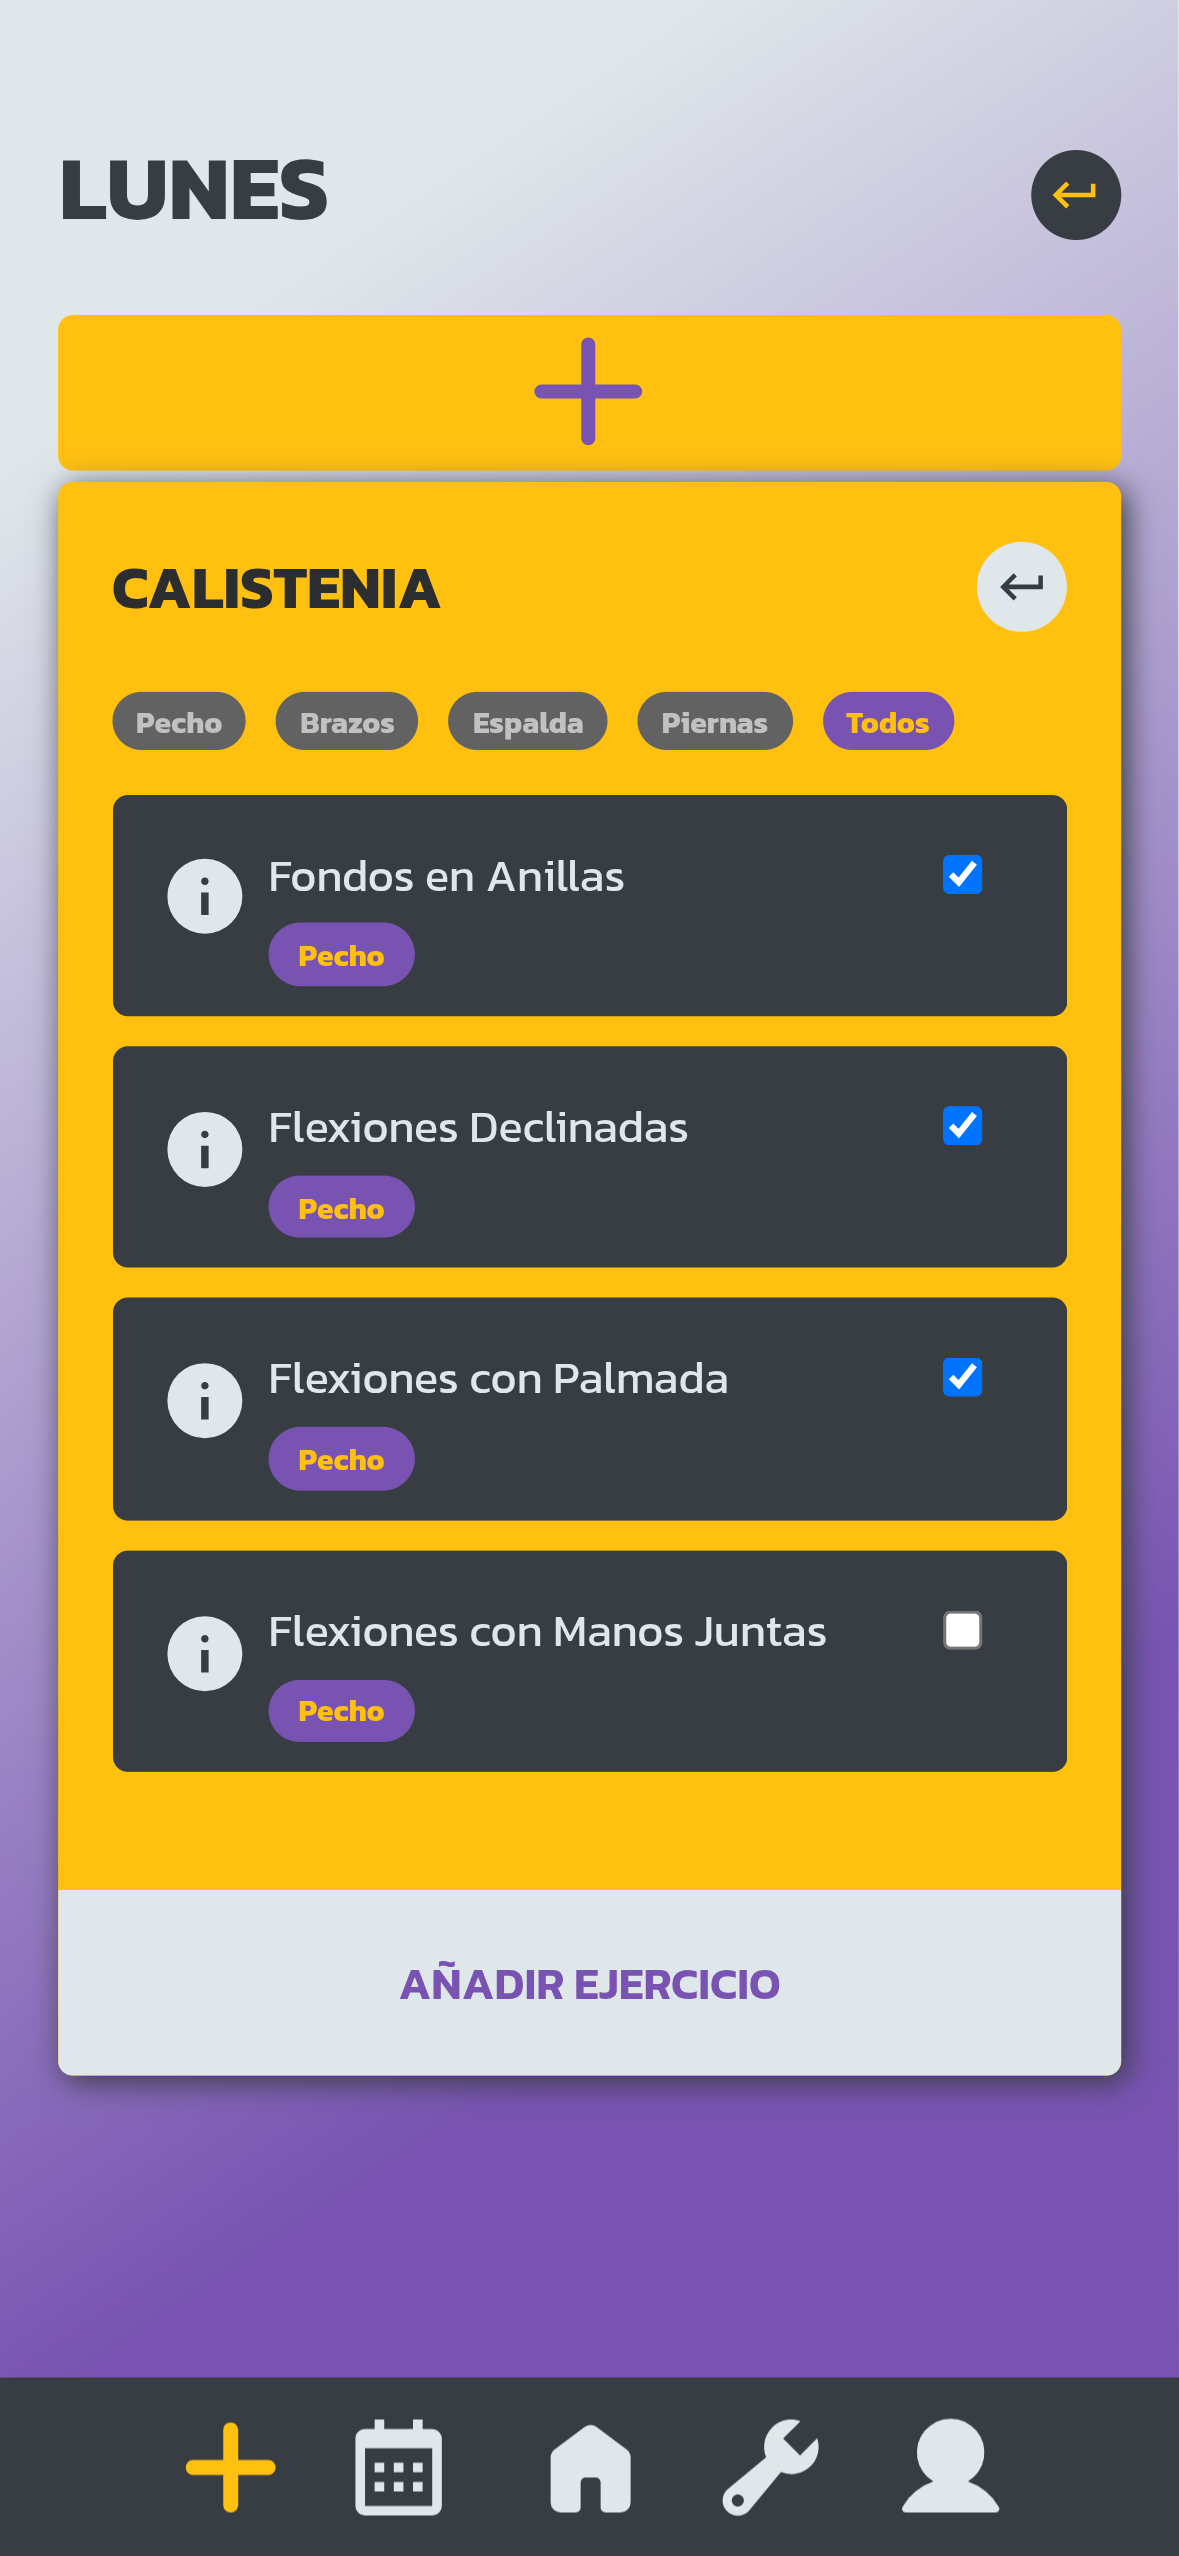 LUNES
CALISTENIA
Pecho Brazos Espalda Piernas Todos
Fondos en Anillas
Pecho
Flexiones Declinadas
Pecho
Flexiones con Palmada
Pecho
Flexiones con Manos Juntas
Pecho
AÑADIR EJERCICIO